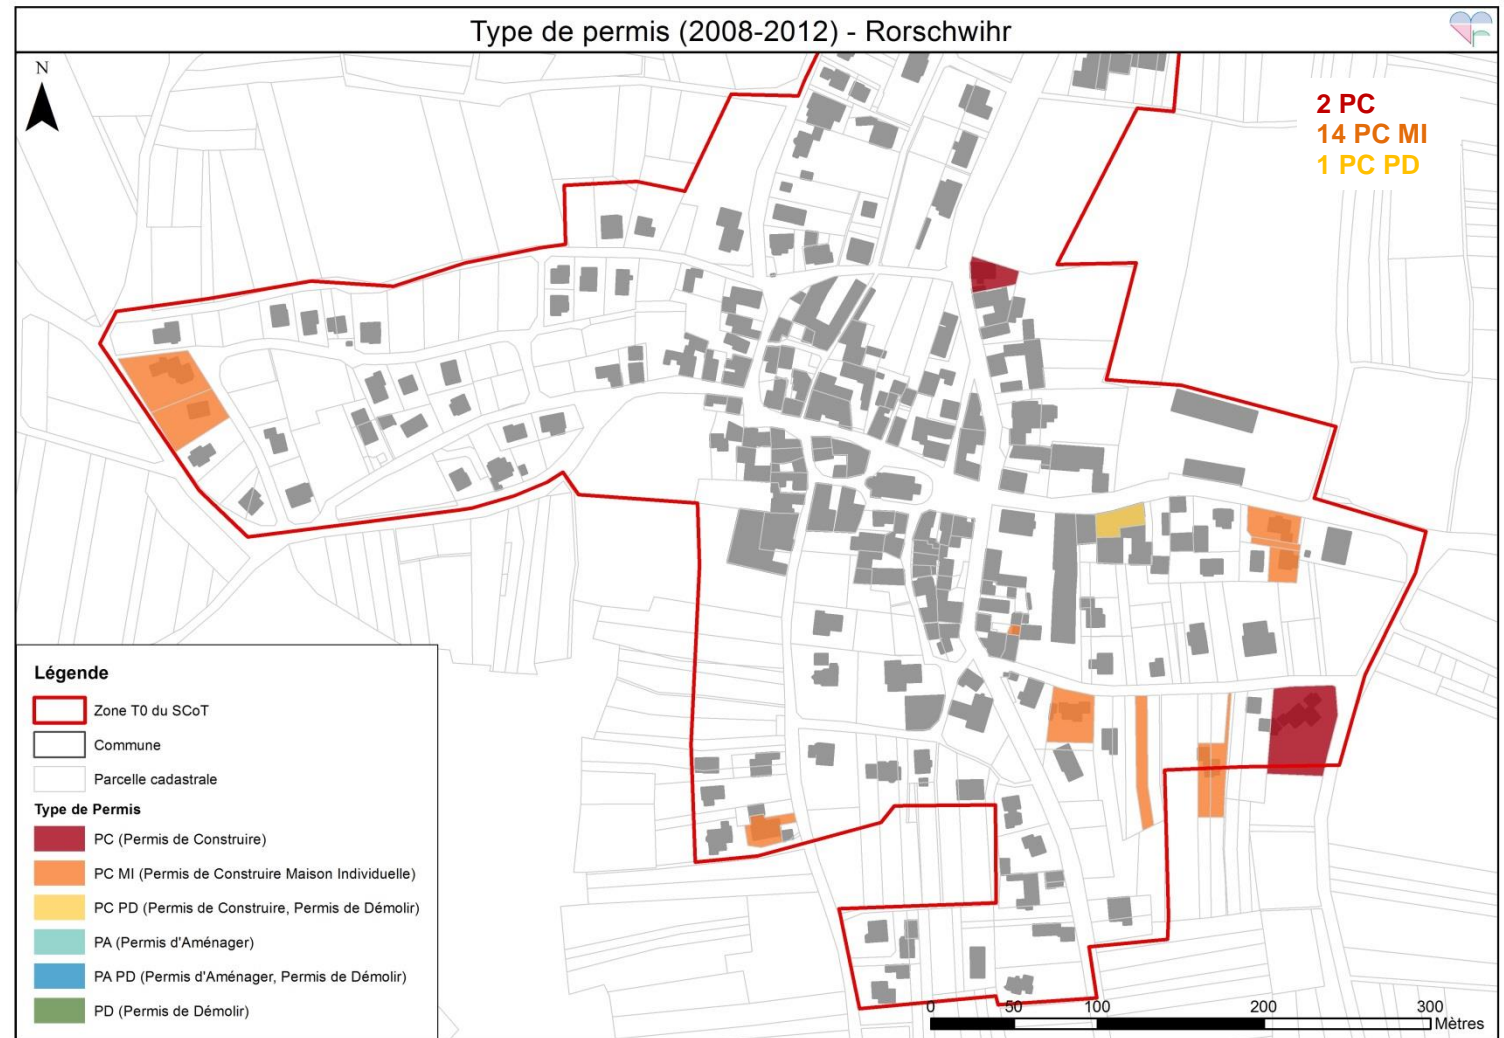 Type de permis (2008-2012) - Rorschwihr
N
2 PC
14 PC MI
1 PC PD
Légende
Zone T0 du SCoT
Commune
Parcelle cadastrale
Type de Permis
PC (Permis de Construire)
PC MI (Permis de Construire Maison Individuelle)
PC PD (Permis de Construire, Permis de Démolir)
PA (Permis d'Aménager)
PA PD (Permis d'Aménager, Permis de Démolir)
PD (Permis de Démolir)
0 50 100 200 300
Mètres